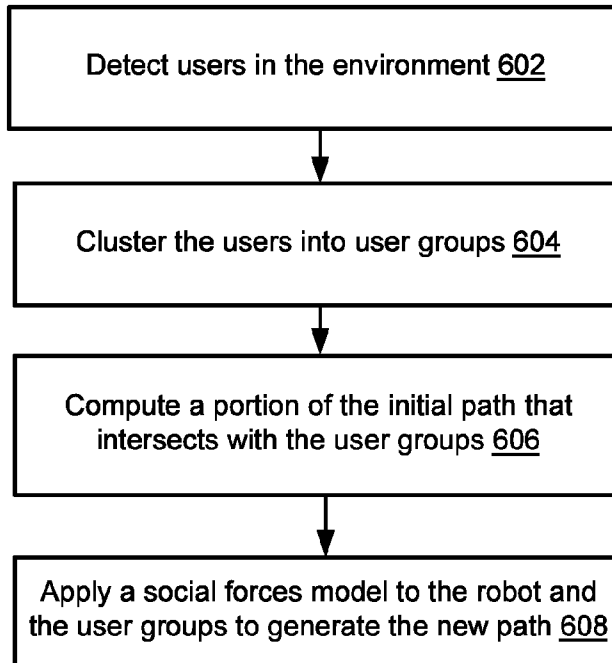 Detect users in the environment 602
Cluster the users into user groups 604
Compute a portion of the initial path that
intersects with the user groups 606
Apply a social forces model to the robot and
the user groups to generate the new path 608